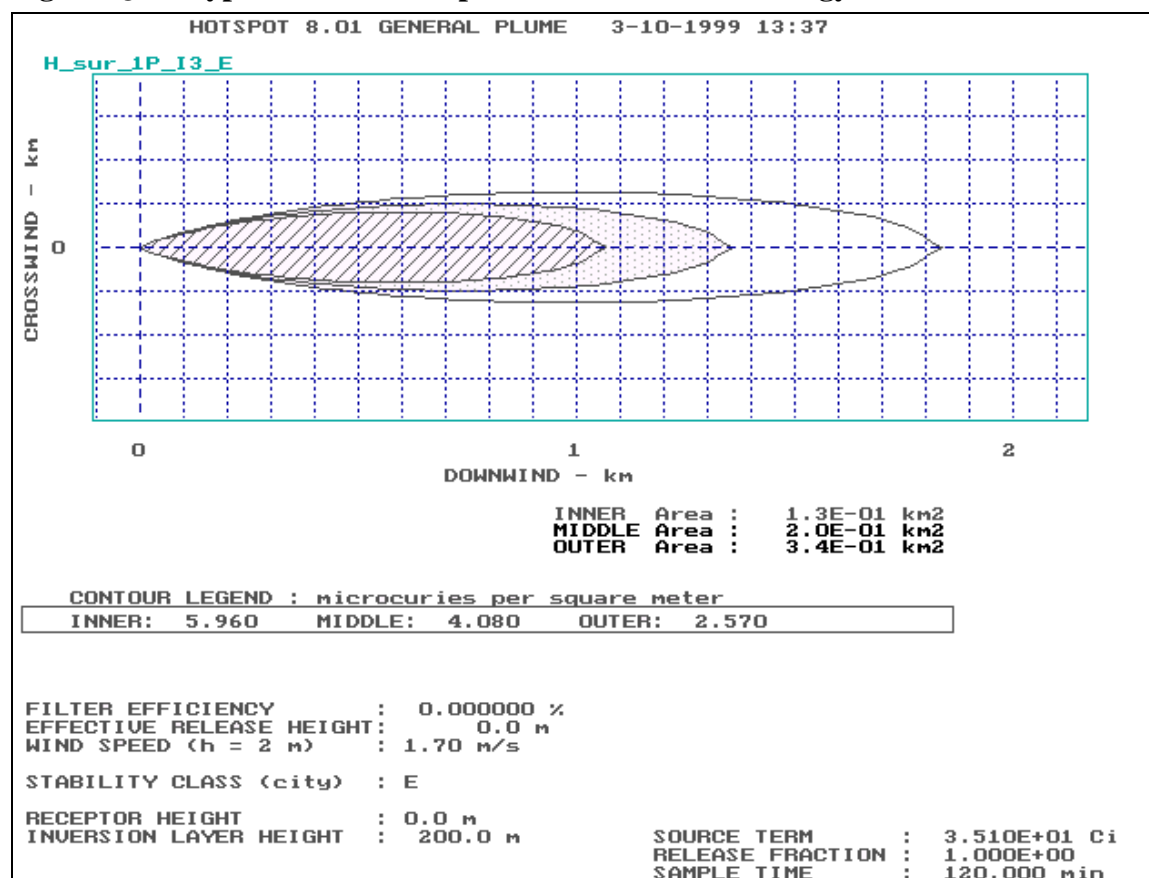 HOTSPOT 8.01 GENERAL PLUME 3-10-1999 13:37
H_sur_1P_I3_E
CROSSWIND - km
0
0 1 2
DOWNWIND - km
INNER Area : 1.3E-01 km2
MIDDLE Area : 2.0E-01 km2
OUTER Area : 3.4E-01 km2
CONTOUR LEGEND : microcuries per square meter
INNER: 5.960 MIDDLE: 4.080 OUTER: 2.570
FILTER EFFICIENCY : 0.000000 %
EFFECTIVE RELEASE HEIGHT: 0.0 m
WIND SPEED (h = 2 m) : 1.70 m/s
STABILITY CLASS (city) : E
RECEPTOR HEIGHT : 0.0 m
INVERSION LAYER HEIGHT : 200.0 m
SOURCE TERM : 3.510E+01 Ci
RELEASE FRACTION : 1.000E+00
SAMPLE TIME : 120.000 min